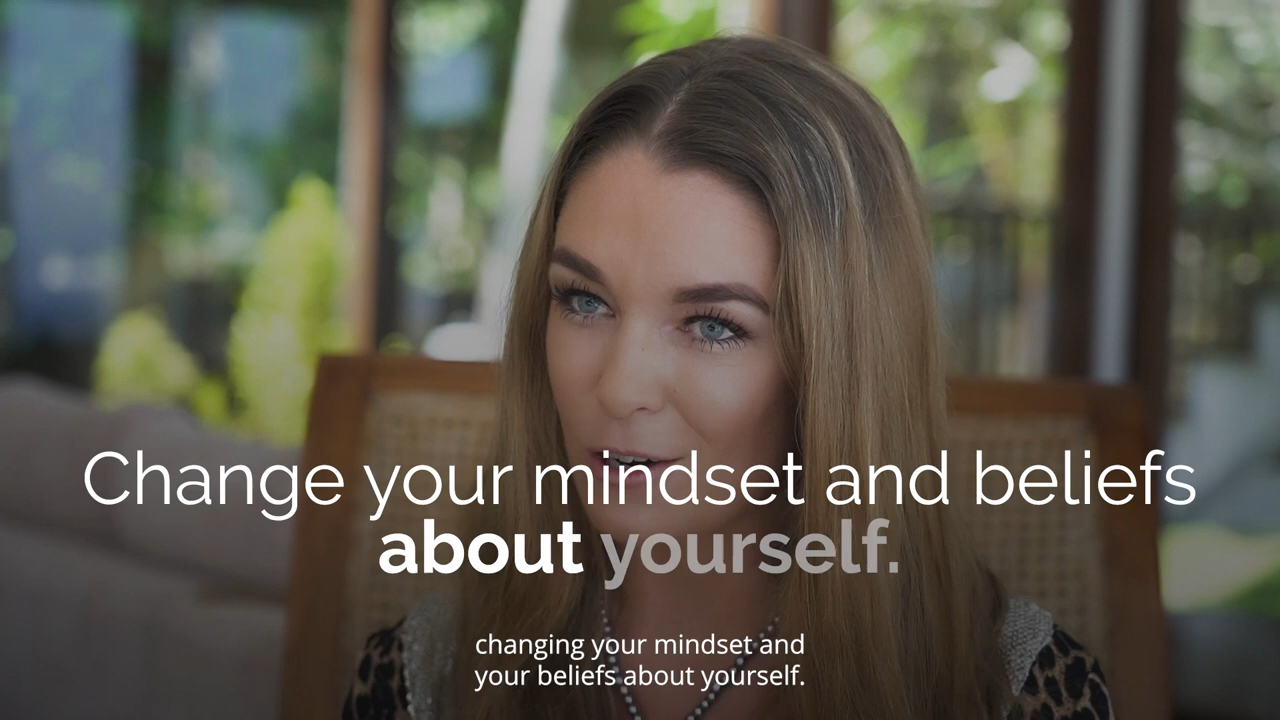 Change your mindset and beliefs
about yourself.
changing your mindset and
your beliefs about yourself.